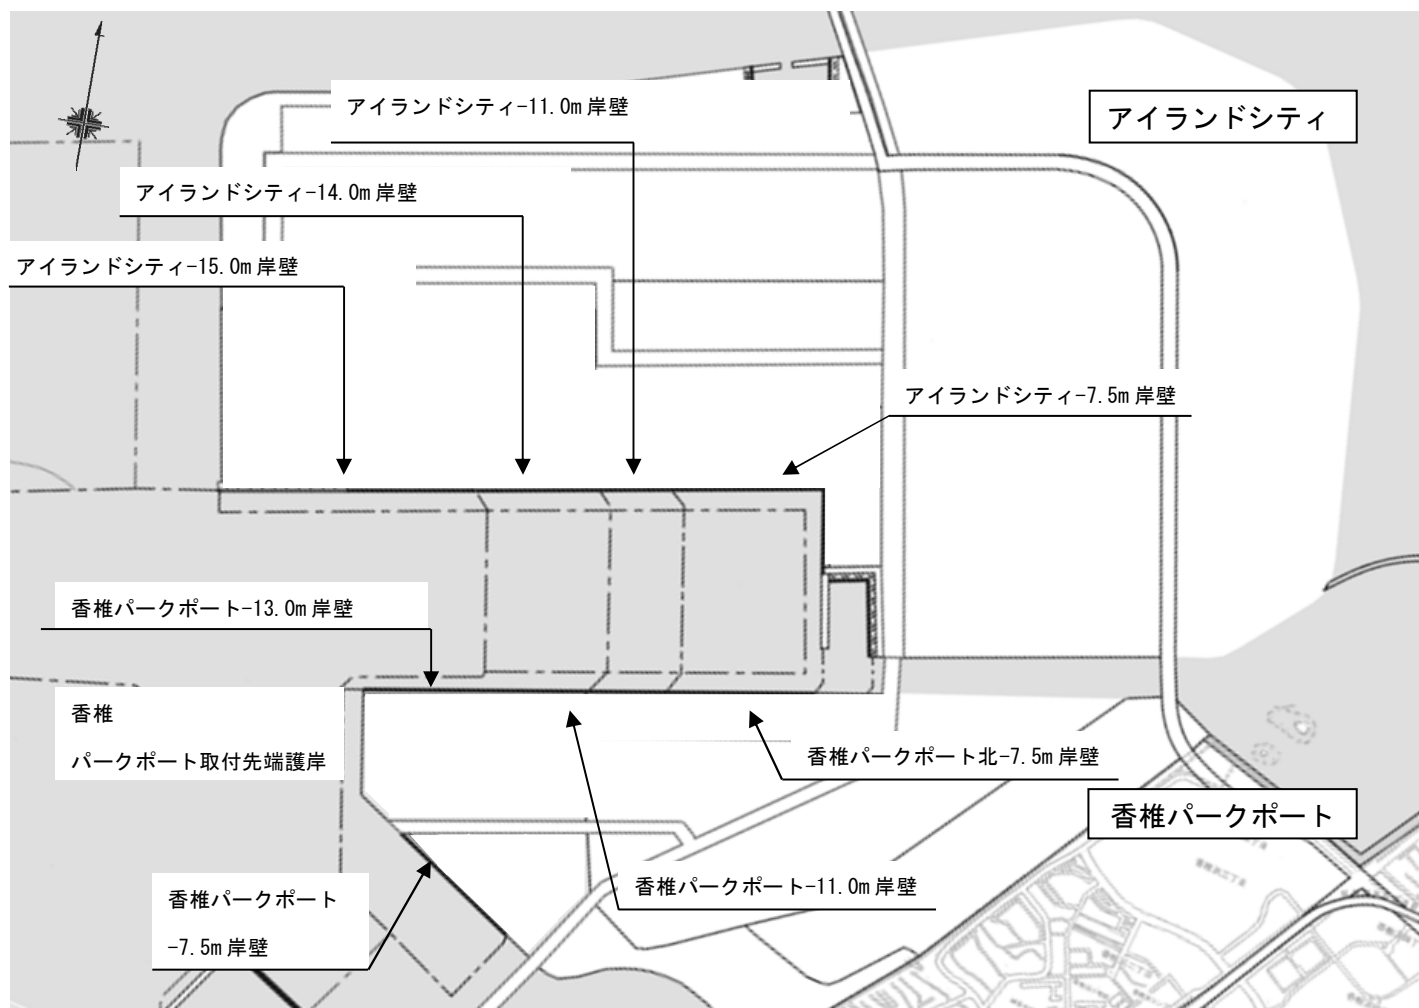 アイランドシティ-11.0m岸壁
アイランドシティ
アイランドシティ-14.0m岸壁
アイランドシティ-15.0m岸壁
アイランドシティ-7.5m岸壁
香椎パークポート-13.0m岸壁
香椎
パークポート取付先端護岸
香椎パークポート北-7.5m岸壁
香椎パークポート
香椎パークポート-11.0m岸壁
香椎パークポート
-7.5m岸壁